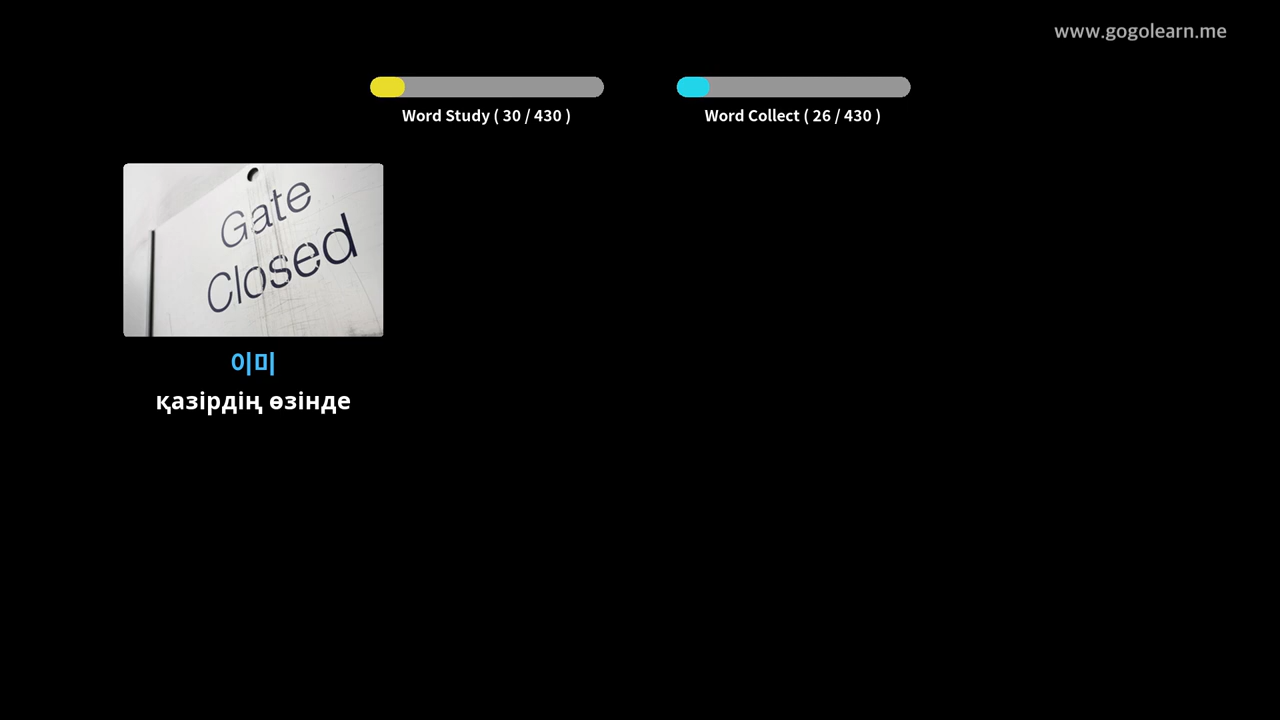 www.gogolearn.me
Word Study ( 30 / 430 )
Word Collect ( 26 / 430 )
Gate
Closed
이미
қазірдің өзінде